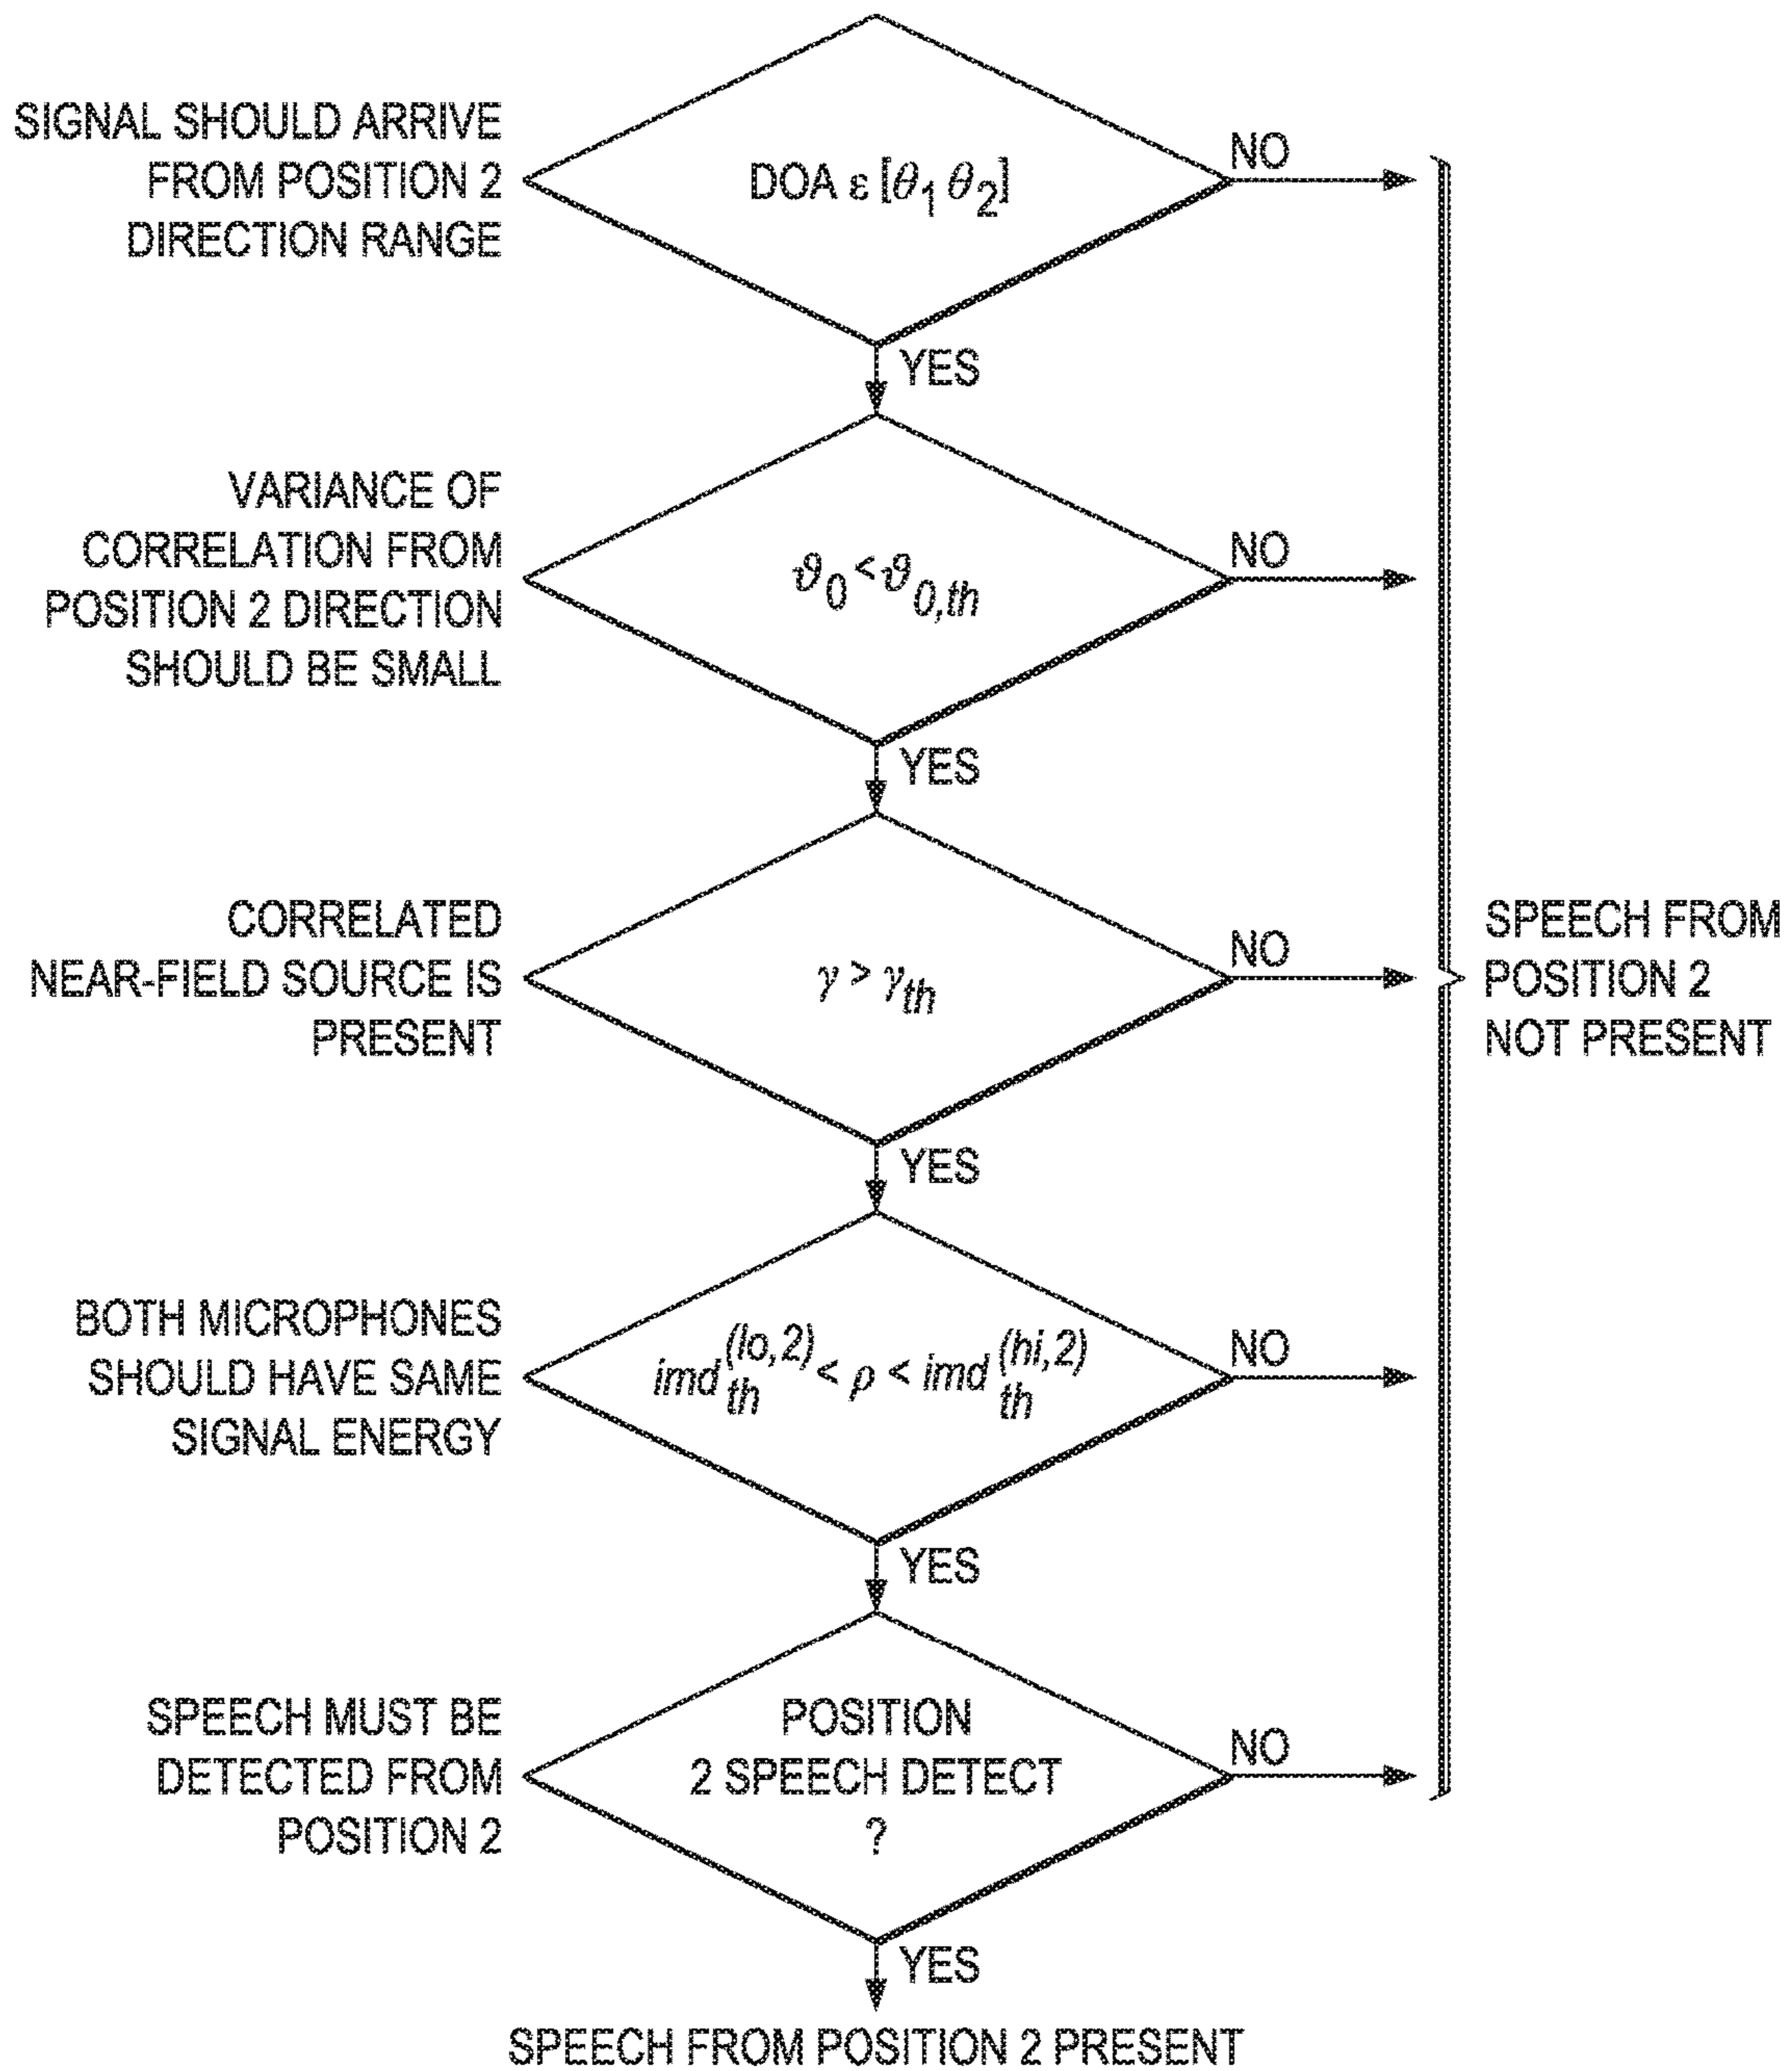 SIGNAL SHOULD ARRIVE
FROM POSITION 2
DIRECTION RANGE
DOA ε [θ1 θ2]
NO
YES
VARIANCE OF
CORRELATION FROM
POSITION 2 DIRECTION
SHOULD BE SMALL
ϑ0 < ϑ0,th
NO
YES
CORRELATED
NEAR-FIELD SOURCE IS
PRESENT
γ > γth
NO
SPEECH FROM
POSITION 2
NOT PRESENT
YES
BOTH MICROPHONES
SHOULD HAVE SAME
SIGNAL ENERGY
imd th (lo,2) < ρ < imd th (hi,2)
NO
YES
SPEECH MUST BE
DETECTED FROM
POSITION 2
POSITION
2 SPEECH DETECT
?
NO
YES
SPEECH FROM POSITION 2 PRESENT